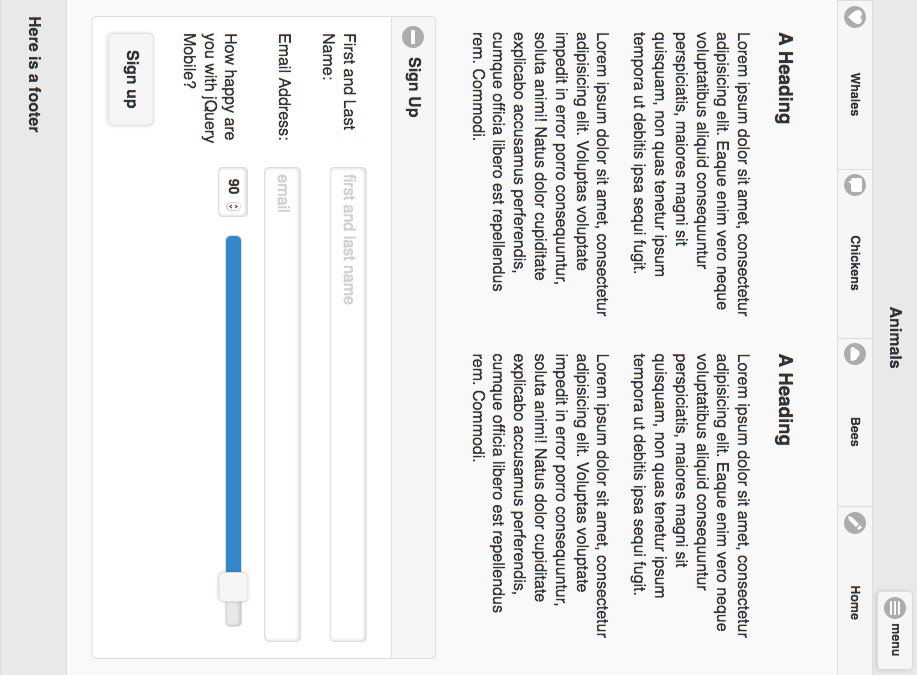 Animals
menu
Whales
Chickens
Bees
Home
A Heading
Lorem ipsum dolor sit amet, consectetur
adipisicing elit. Eaque enim vero neque
voluptatibus aliquid consequuntur
perspiciatis, maiores magni sit
quisquam, non quas tenetur ipsum
tempora ut debitis ipsa sequi fugit.
Lorem ipsum dolor sit amet, consectetur
adipisicing elit. Voluptas voluptate
impedit in error porro consequuntur,
soluta animi! Natus dolor cupiditate
explicabo accusamus perferendis,
cumque officia libero est repellendus
rem. Commodi.
A Heading
Lorem ipsum dolor sit amet, consectetur
adipisicing elit. Eaque enim vero neque
voluptatibus aliquid consequuntur
perspiciatis, maiores magni sit
quisquam, non quas tenetur ipsum
tempora ut debitis ipsa sequi fugit.
Lorem ipsum dolor sit amet, consectetur
adipisicing elit. Voluptas voluptate
impedit in error porro consequuntur,
soluta animi! Natus dolor cupiditate
explicabo accusamus perferendis,
cumque officia libero est repellendus
rem. Commodi.
Sign Up
First and Last
Name:
first and last name
Email Address:
email
How happy are
you with jQuery
Mobile?
90
Sign up
Here is a footer